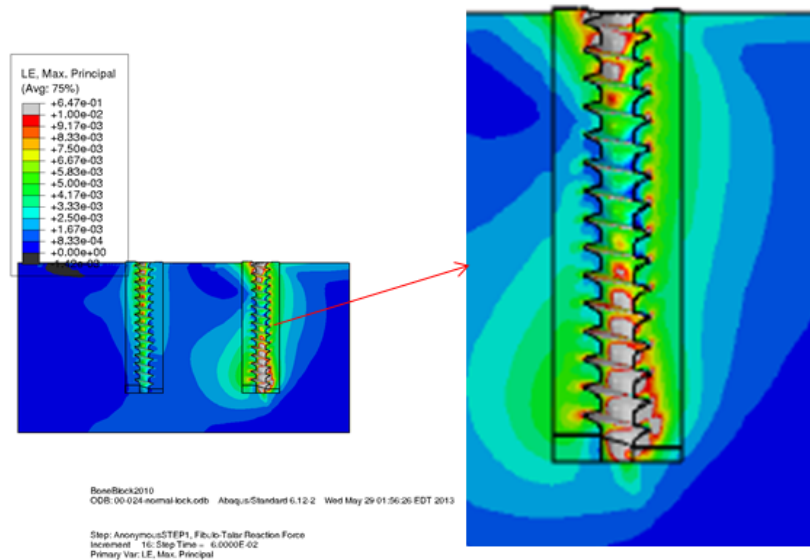 LE, Max. Principal
(Avg: 75%)
+6.47e-01
+1.00e-02
+9.17e-03
+8.33e-03
+7.50e-03
+6.67e-03
+5.83e-03
+5.00e-03
+4.17e-03
+3.33e-03
+2.50e-03
+1.67e-03
+8.33e-04
+0.00e+00
BoneBlock2010
ODB: 00-024-normal-lock.odb Abaqus/Standard 6.12-2 Wed May 29 01:56:26 EDT 2013
Step: AnonymousSTEP1, Fibulo-Talar Reaction Force
Increment 16: Step Time = 6.0000E-02
Primary Var: LE, Max. Principal